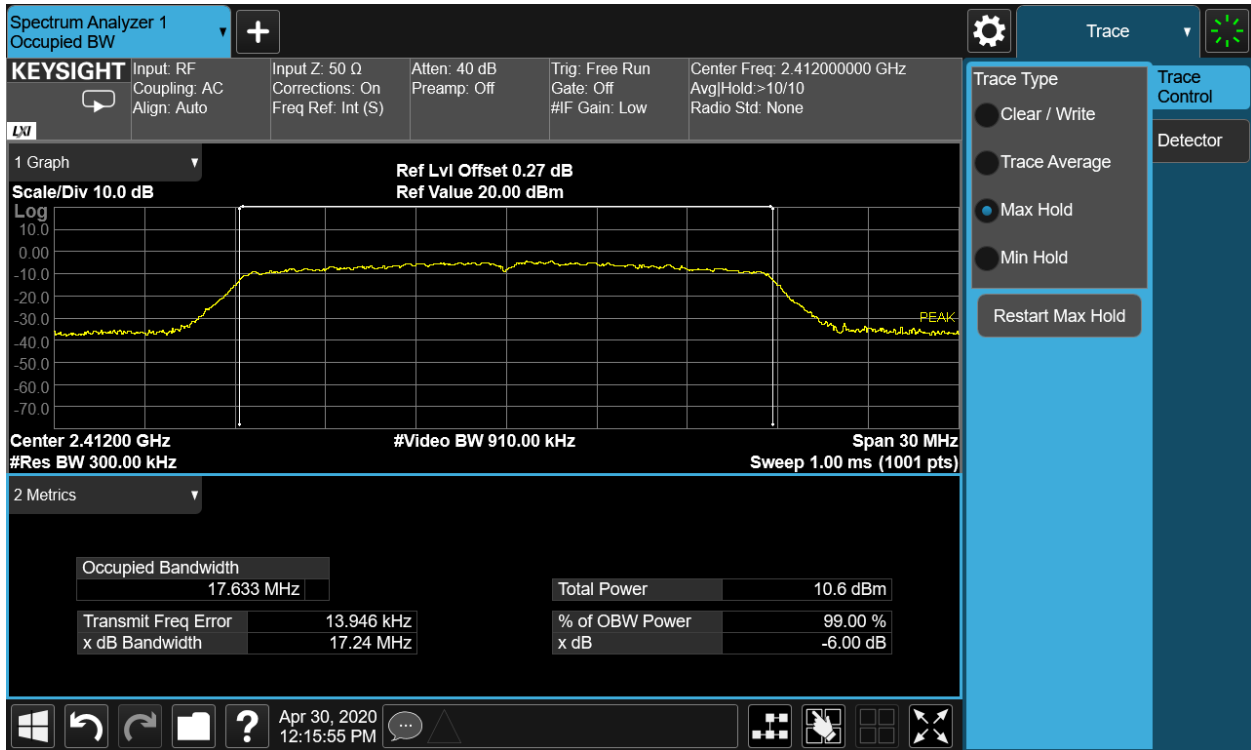 Spectrum Analyzer 1
Occupied BW
+
Trace
KEYSIGHT
LXI
Input: RF
Coupling: AC
Align: Auto
Input Z: 50 Ω
Corrections: On
Freq Ref: Int (S)
Atten: 40 dB
Preamp: Off
Trig: Free Run
Gate: Off
#IF Gain: Low
Center Freq: 2.412000000 GHz
Avg|Hold:>10/10
Radio Std: None
Trace Type
Clear / Write
Trace Average
Max Hold
Min Hold
Restart Max Hold
Trace
Control
Detector
1 Graph
Scale/Div 10.0 dB
Ref Lvl Offset 0.27 dB
Ref Value 20.00 dBm
Log
10.0
0.00
-10.0
-20.0
-30.0
-40.0
-50.0
-60.0
-70.0
PEAK
Center 2.41200 GHz
#Video BW 910.00 kHz
Span 30 MHz
#Res BW 300.00 kHz
Sweep 1.00 ms (1001 pts)
2 Metrics
Occupied Bandwidth
17.633 MHz
Total Power 10.6 dBm
Transmit Freq Error 13.946 kHz
% of OBW Power 99.00 %
x dB Bandwidth 17.24 MHz
x dB -6.00 dB
?
Apr 30, 2020
12:15:55 PM